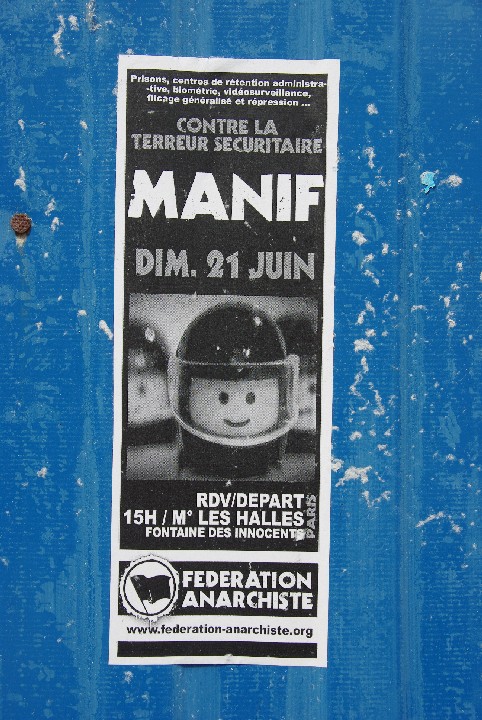 Prisons, centres de rétention administra-
-tive, biométrie, vidéosurveillance,
flicage généralisé et répression ...
CONTRE LA
TERREUR SECURITAIRE
MANIF
DIM. 21 JUIN
RDV/DEPART
15H / M° LES HALLES
FONTAINE DES INNOCENTS
PARIS
FEDERATION
ANARCHISTE
www.federation-anarchiste.org